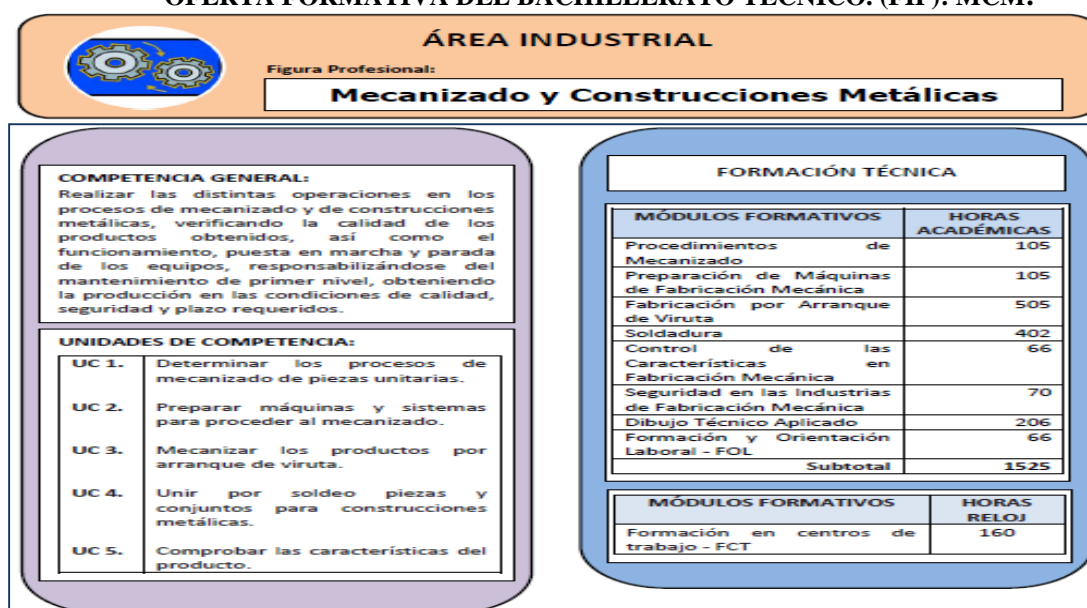 OFERTA FORMATIVA DEL BACHILLERATO TÉCNICO. (FIP). MCM.
ÁREA INDUSTRIAL
Figura Profesional:
Mecanizado y Construcciones Metálicas
COMPETENCIA GENERAL:
Realizar las distintas operaciones en los
procesos de mecanizado y de construcciones
metálicas, verificando la calidad de los
productos obtenidos, así como el
funcionamiento, puesta en marcha y parada
de los equipos, responsabilizándose del
mantenimiento de primer nivel, obteniendo
la producción en las condiciones de calidad,
seguridad y plazo requeridos.
UNIDADES DE COMPETENCIA:
UC 1. Determinar los procesos de
mecanizado de piezas unitarias.
UC 2. Preparar máquinas y sistemas
para proceder al mecanizado.
UC 3. Mecanizar los productos por
arranque de viruta.
UC 4. Unir por soldeo piezas y
conjuntos para construcciones
metálicas.
UC 5. Comprobar las características del
producto.
FORMACIÓN TÉCNICA
MÓDULOS FORMATIVOS HORAS
ACADÉMICAS
Procedimientos de 105
Mecanizado
Preparación de Máquinas 105
de Fabricación Mecánica
Fabricación por Arranque 505
de Viruta
Soldadura 402
Control de las 66
Características en
Fabricación Mecánica
Seguridad en las Industrias 70
de Fabricación Mecánica
Dibujo Técnico Aplicado 206
Formación y Orientación 66
Laboral - FOL
Subtotal 1525
MÓDULOS FORMATIVOS HORAS
RELOJ
Formación en centros de 160
trabajo - FCT